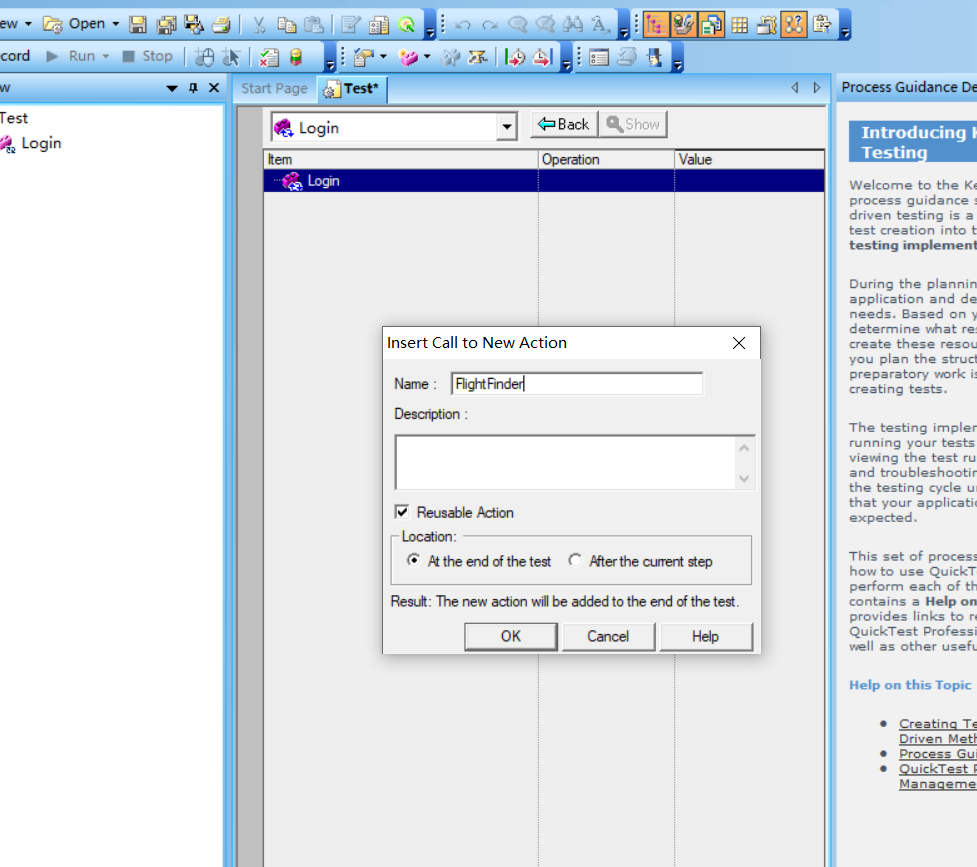 ew Open
cord Run Stop
w
Test
Login
Start Page Test*
Login Back Show
Item Operation Value
Login
Insert Call to New Action
Name : FlightFinder
Description :
Reusable Action
Location:
At the end of the test After the current step
Result: The new action will be added to the end of the test.
OK Cancel Help
Process Guidance De
Introducing K
Testing
Welcome to the Ke
process guidance s
driven testing is a
test creation into t
testing implement
During the plannin
application and de
needs. Based on y
determine what res
create these resou
you plan the struct
preparatory work is
creating tests.
The testing implem
running your tests
viewing the test ru
and troubleshootin
the testing cycle u
that your applicatio
expected.
This set of process
how to use QuickT
perform each of th
contains a Help on
provides links to re
QuickTest Professi
well as other usefu
Help on this Topic
Creating Te
Driven Meth
Process Gui
QuickTest P
Manageme